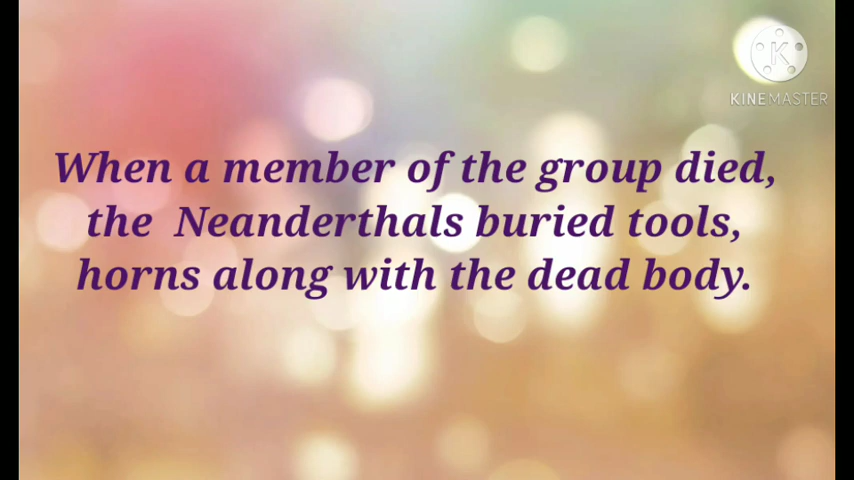 KINEMASTER
When a member of the group died,
the Neanderthals buried tools,
horns along with the dead body.